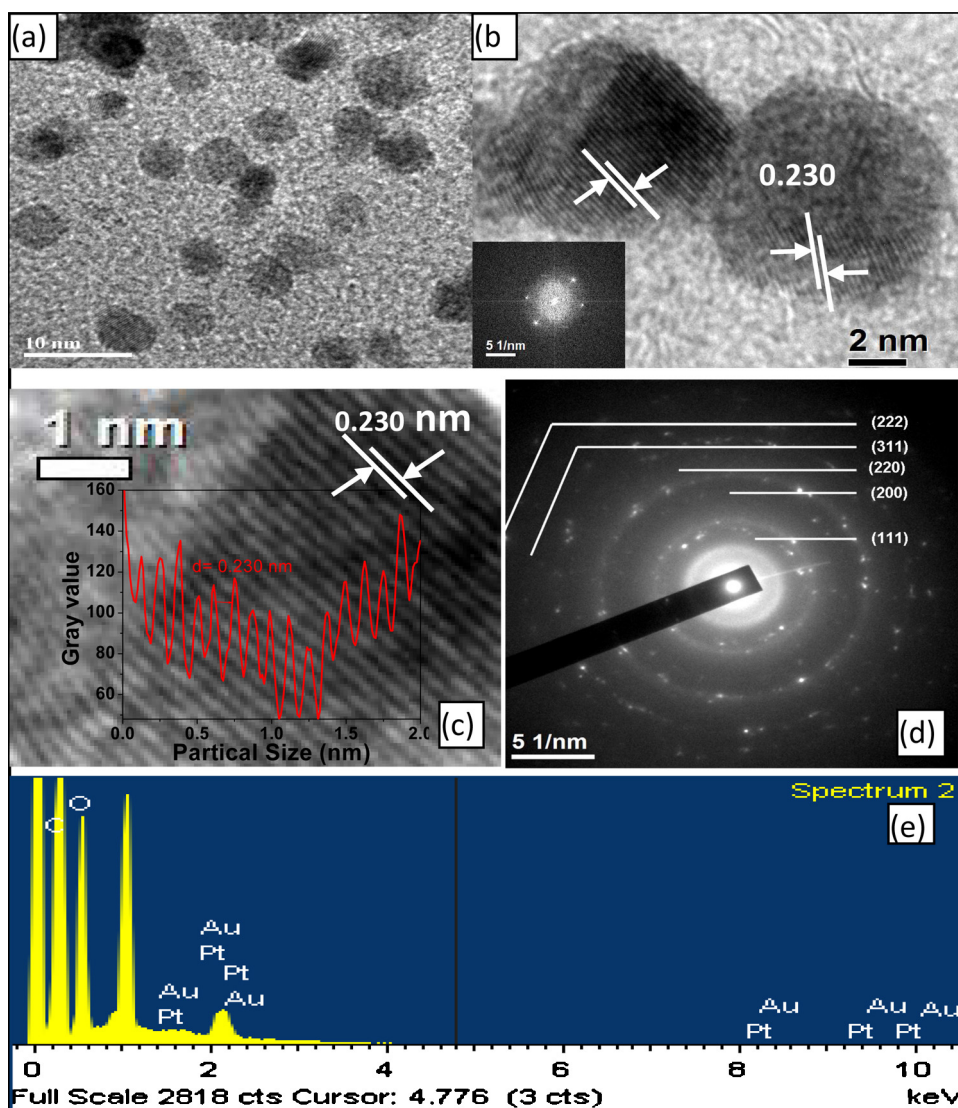 (a)
10 nm
(b)
0.230
5 1/nm
2 nm
1 nm
0.230 nm
160
140
120
100
80
60
d= 0.230 nm
Gray value
0.0 0.5 1.0 1.5 2.0
Partical Size (nm)
(c)
(222)
(311)
(220)
(200)
(111)
5 1/nm
(d)
Spectrum 2
(e)
O
C
Au
Pt
Pt
Au
Au
Pt
Au
Pt
Au
Pt
Au
Pt
0 2 4 6 8 10
Full Scale 2818 cts Cursor: 4.776 (3 cts) keV